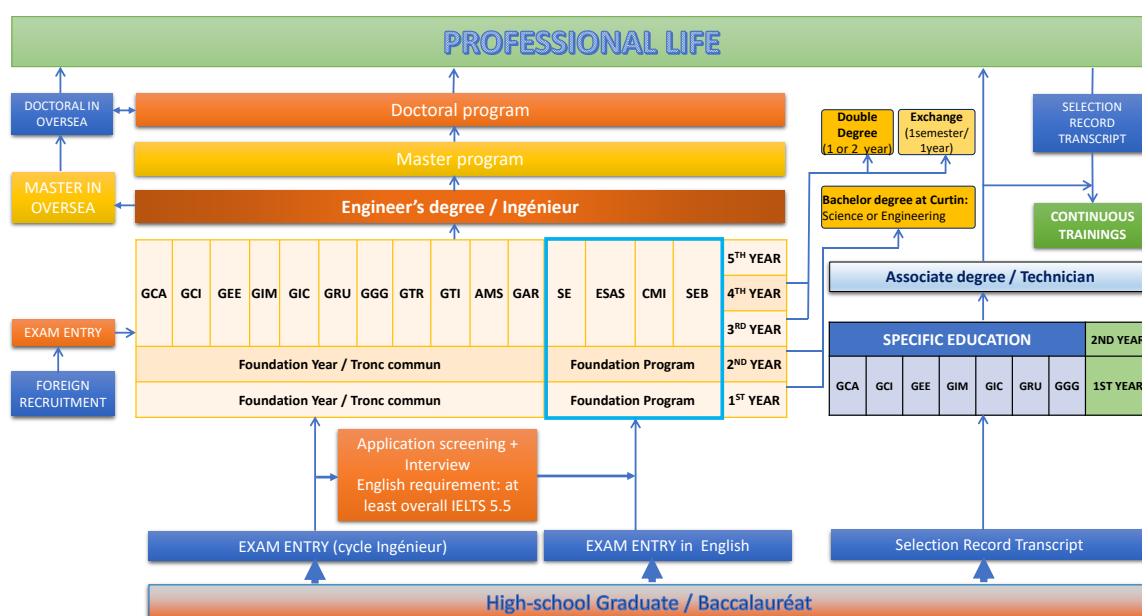 PROFESSIONAL LIFE
DOCTORAL IN
OVERSEA
Doctoral program
SELECTION
RECORD
TRANSCRIPT
Double
Degree
(1 or 2 year)
Exchange
(1semester/
1year)
Master program
MASTER IN
OVERSEA
Engineer's degree / Ingénieur
Bachelor degree at Curtin:
Science or Engineering
CONTINUOUS
TRAININGS
GCA GCI GEE GIM GIC GRU GGG GTR GTI AMS GAR SE ESAS CMI SEB
5TH YEAR
4TH YEAR
3RD YEAR
Associate degree / Technician
EXAM ENTRY
FOREIGN
RECRUITMENT
Foundation Year / Tronc commun Foundation Program 2ND YEAR
Foundation Year / Tronc commun Foundation Program 1ST YEAR
SPECIFIC EDUCATION 2ND YEAR
GCA GCI GEE GIM GIC GRU GGG 1ST YEAR
Application screening +
Interview
English requirement: at
least overall IELTS 5.5
EXAM ENTRY (cycle Ingénieur)
EXAM ENTRY in English
Selection Record Transcript
High-school Graduate / Baccalauréat